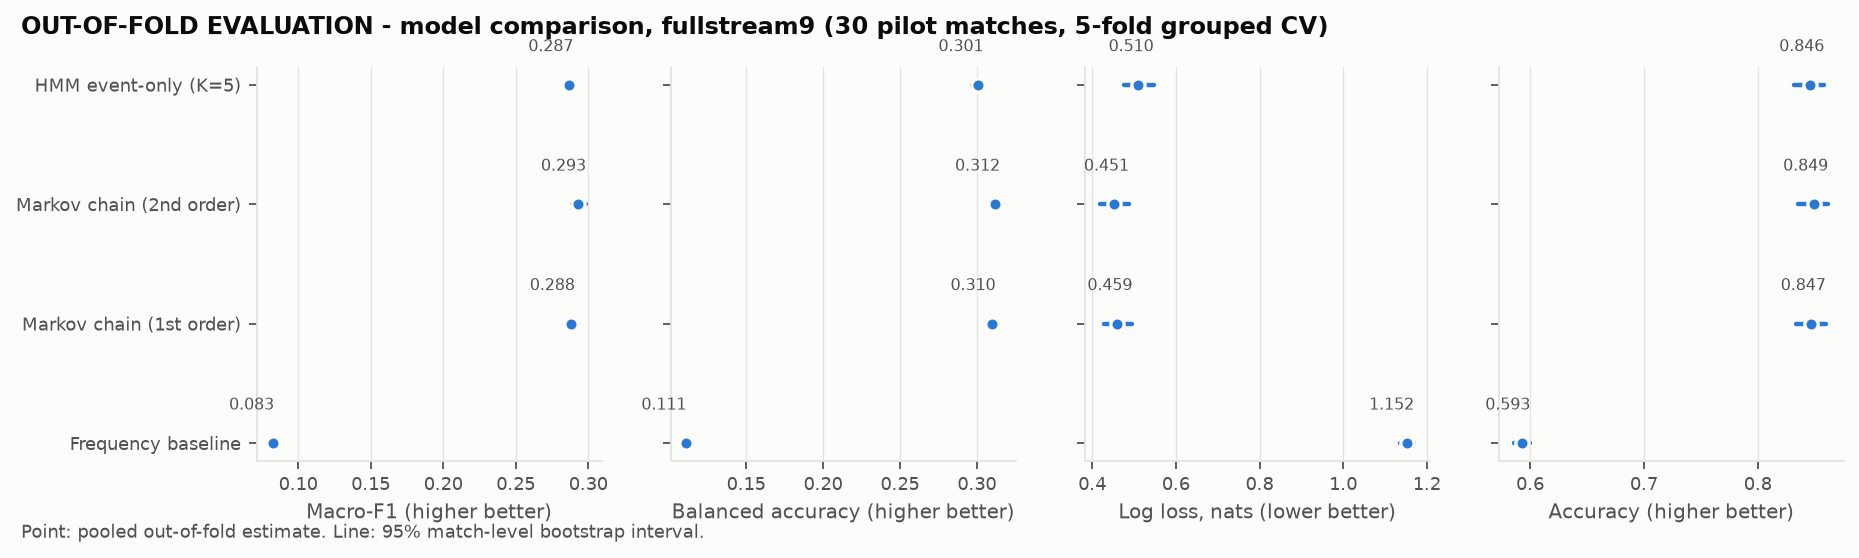 OUT-OF-FOLD EVALUATION - model comparison, fullstream9 (30 pilot matches, 5-fold grouped CV)
0.287 0.301 0.510 0.846
HMM event-only (K=5)
0.293 0.312 0.451 0.849
Markov chain (2nd order)
0.288 0.310 0.459 0.847
Markov chain (1st order)
0.083 0.111 1.152 0.593
Frequency baseline
0.10 0.15 0.20 0.25 0.30 0.15 0.20 0.25 0.30 0.4 0.6 0.8 1.0 1.2 0.6 0.7 0.8
Macro-F1 (higher better) Balanced accuracy (higher better) Log loss, nats (lower better) Accuracy (higher better)
Point: pooled out-of-fold estimate. Line: 95% match-level bootstrap interval.